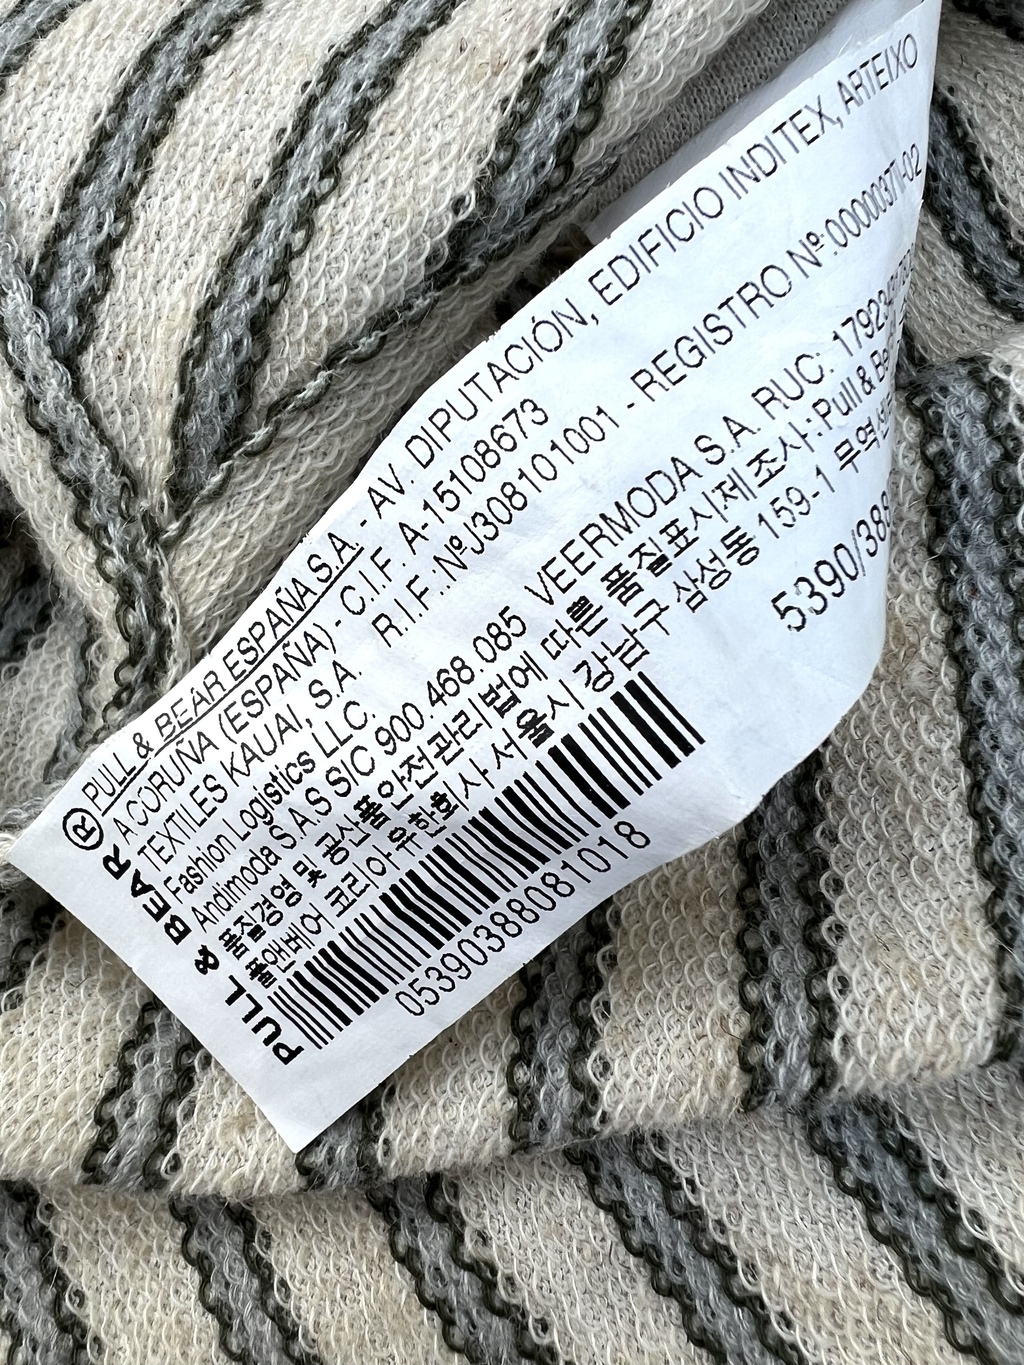 PULL & BEAR®
PULL & BEAR ESPAÑA S.A. - AV. DIPUTACIÓN, EDIFICIO INDITEX, ARTEIXO
A CORUÑA (ESPAÑA) - C.I.F. A-15108673
TEXTILES KAUAI, S.A. R.I.F.: Nº J308101001 - REGISTRO Nº:
Fashion Logistics LLC.
Andimoda S.A.S SIC 900.468.085 VEERMODA S.A. RUC:
품질경영 및 공산품안전관리법에 따른 품질표시제조사: Pull &
풀앤베어 코리아 유한회사 서울시 강남구 삼성동 159-1
5390/
05390388081018